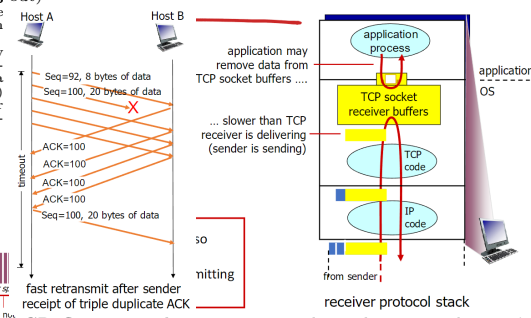 Host A
Host B
Seq=92, 8 bytes of data
Seq=100, 20 bytes of data
X
ACK=100
ACK=100
ACK=100
ACK=100
timeout
Seq=100, 20 bytes of data
fast retransmit after sender
receipt of triple duplicate ACK
so
mitting
application may
remove data from
TCP socket buffers ....
... slower than TCP
receiver is delivering
(sender is sending)
application
process
application
OS
TCP socket
receiver buffers
TCP
code
IP
code
from sender
receiver protocol stack